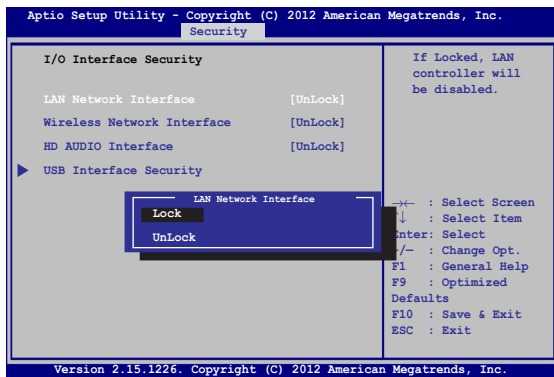 Aptio Setup Utility - Copyright (C) 2012 American Megatrends, Inc.
Security
I/O Interface Security
LAN Network Interface [UnLock]
Wireless Network Interface [UnLock]
HD AUDIO Interface [UnLock]
USB Interface Security
If Locked, LAN
controller will
be disabled.
LAN Network Interface
Lock
UnLock
→← : Select Screen
↑↓ : Select Item
Enter: Select
+/— : Change Opt.
F1 : General Help
F9 : Optimized
Defaults
F10 : Save & Exit
ESC : Exit
Version 2.15.1226. Copyright (C) 2012 American Megatrends, Inc.